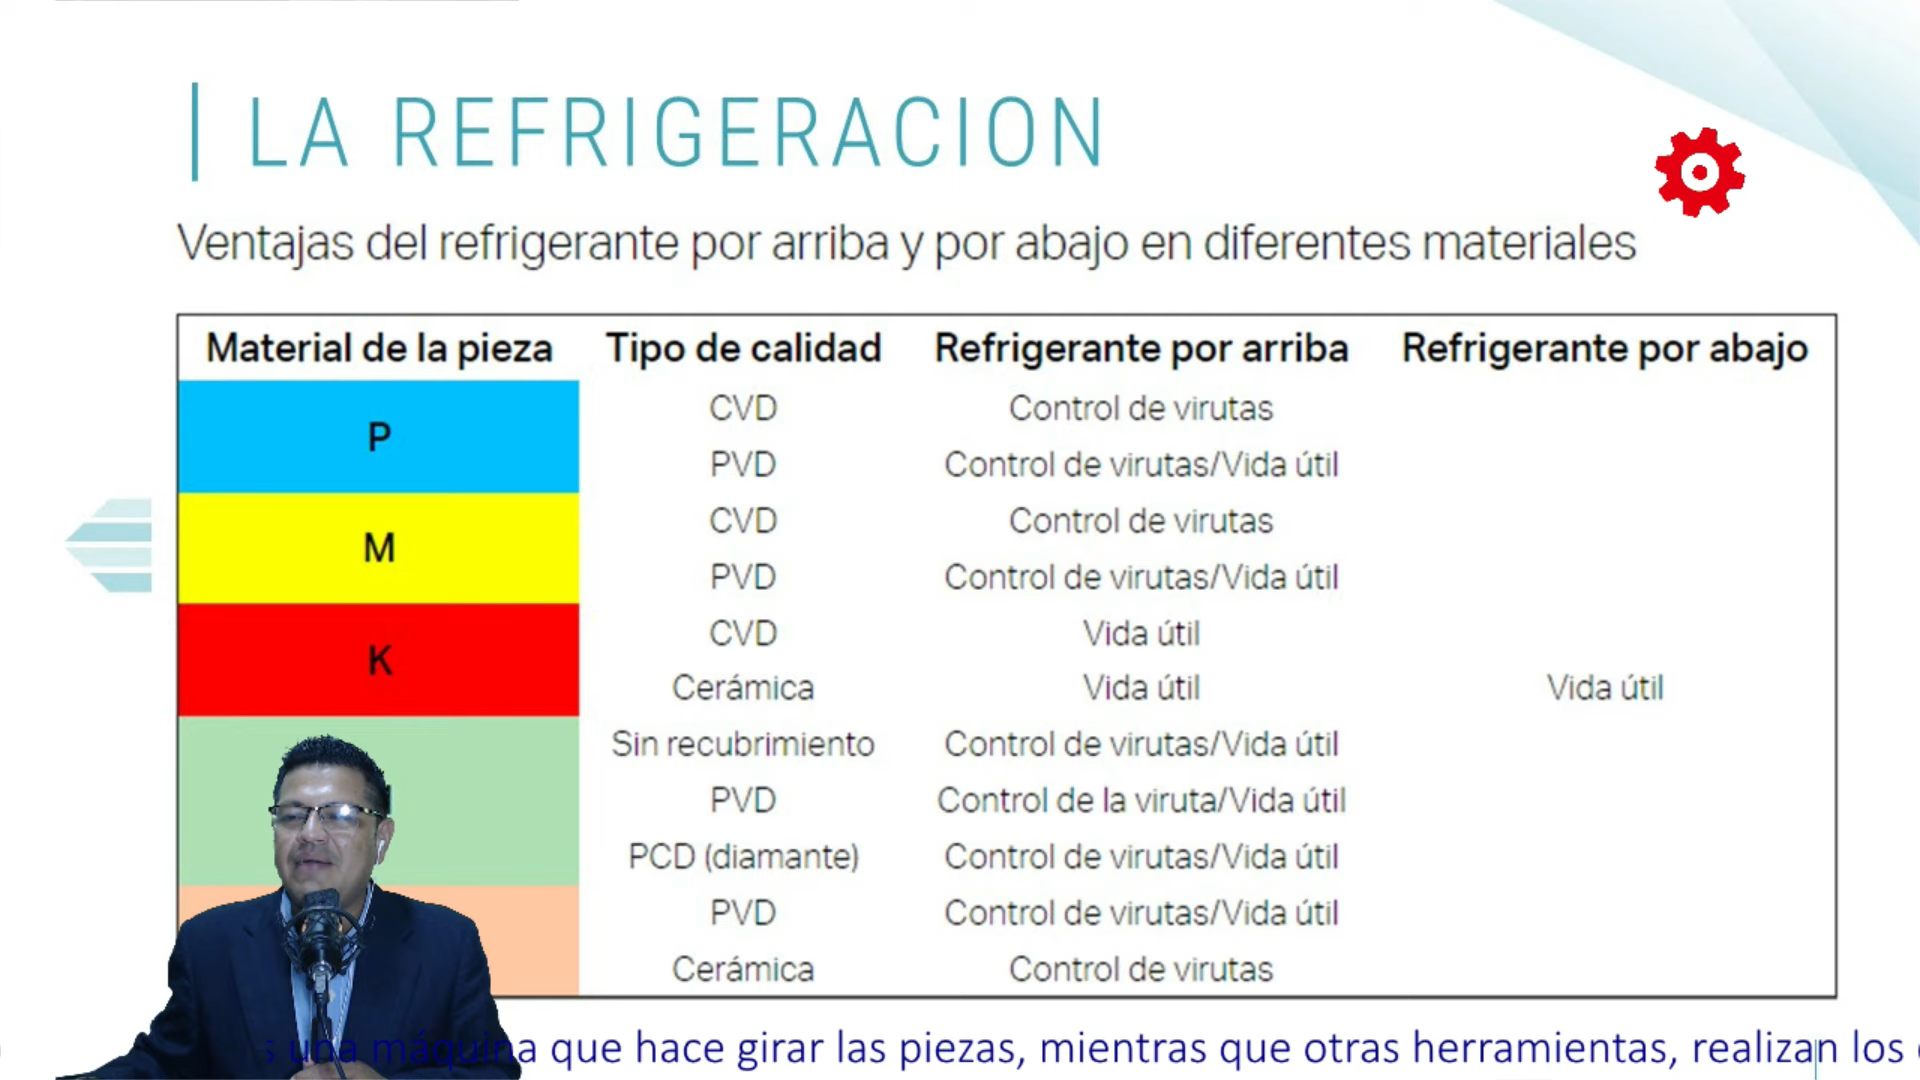 LA REFRIGERACION
Ventajas del refrigerante por arriba y por abajo en diferentes materiales
Material de la pieza Tipo de calidad Refrigerante por arriba Refrigerante por abajo
P CVD Control de virutas
PVD Control de virutas/Vida útil
M CVD Control de virutas
PVD Control de virutas/Vida útil
K CVD Vida útil
Cerámica Vida útil Vida útil
Sin recubrimiento Control de virutas/Vida útil
PVD Control de la viruta/Vida útil
PCD (diamante) Control de virutas/Vida útil
PVD Control de virutas/Vida útil
Cerámica Control de virutas
una máquina que hace girar las piezas, mientras que otras herramientas, realizan los